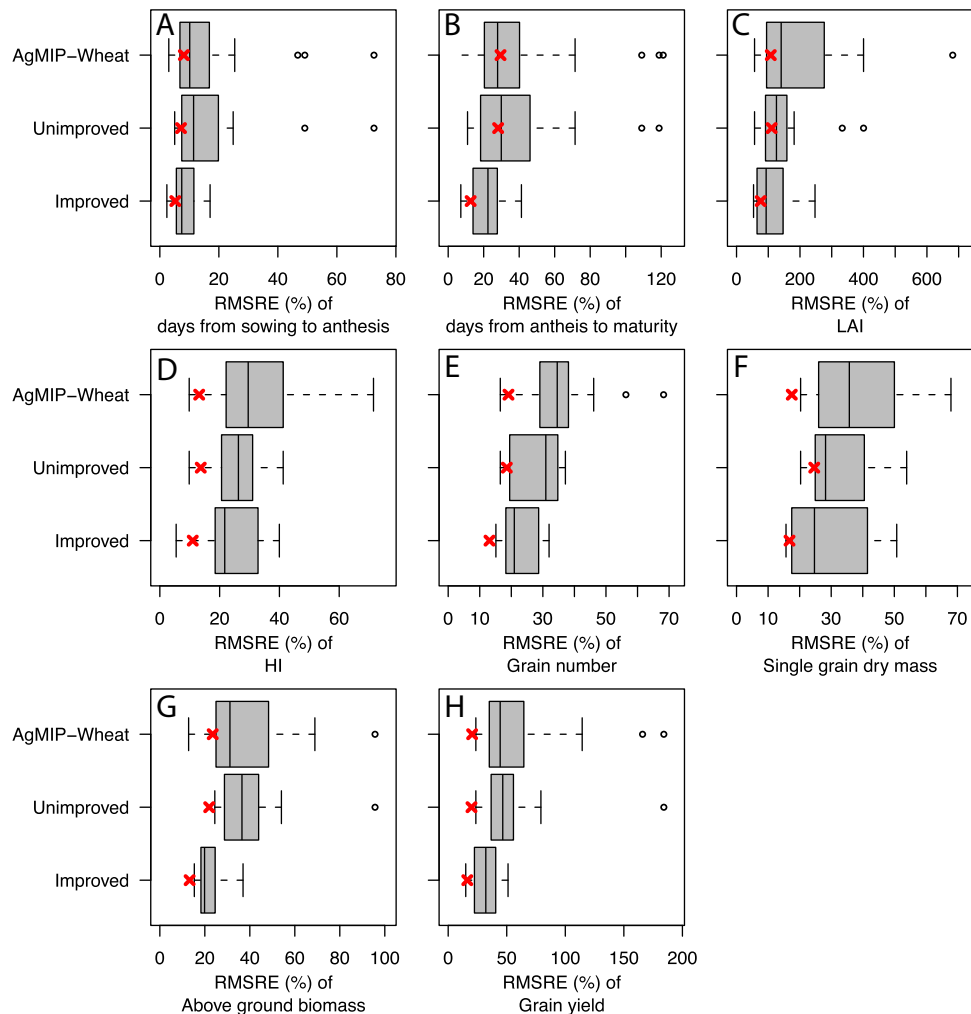 A
B
C
AgMIP−Wheat
Unimproved
Improved
0 20 40 60 80
0 20 40 60 80 120
0 200 400 600
RMSRE (%) of
days from sowing to anthesis
RMSRE (%) of
days from antheis to maturity
RMSRE (%) of
LAI
D
E
F
AgMIP−Wheat
Unimproved
Improved
0 20 40 60
0 10 30 50 70
0 10 30 50 70
RMSRE (%) of
HI
RMSRE (%) of
Grain number
RMSRE (%) of
Single grain dry mass
G
H
AgMIP−Wheat
Unimproved
Improved
0 20 40 60 80 100
0 50 100 150 200
RMSRE (%) of
Above ground biomass
RMSRE (%) of
Grain yield